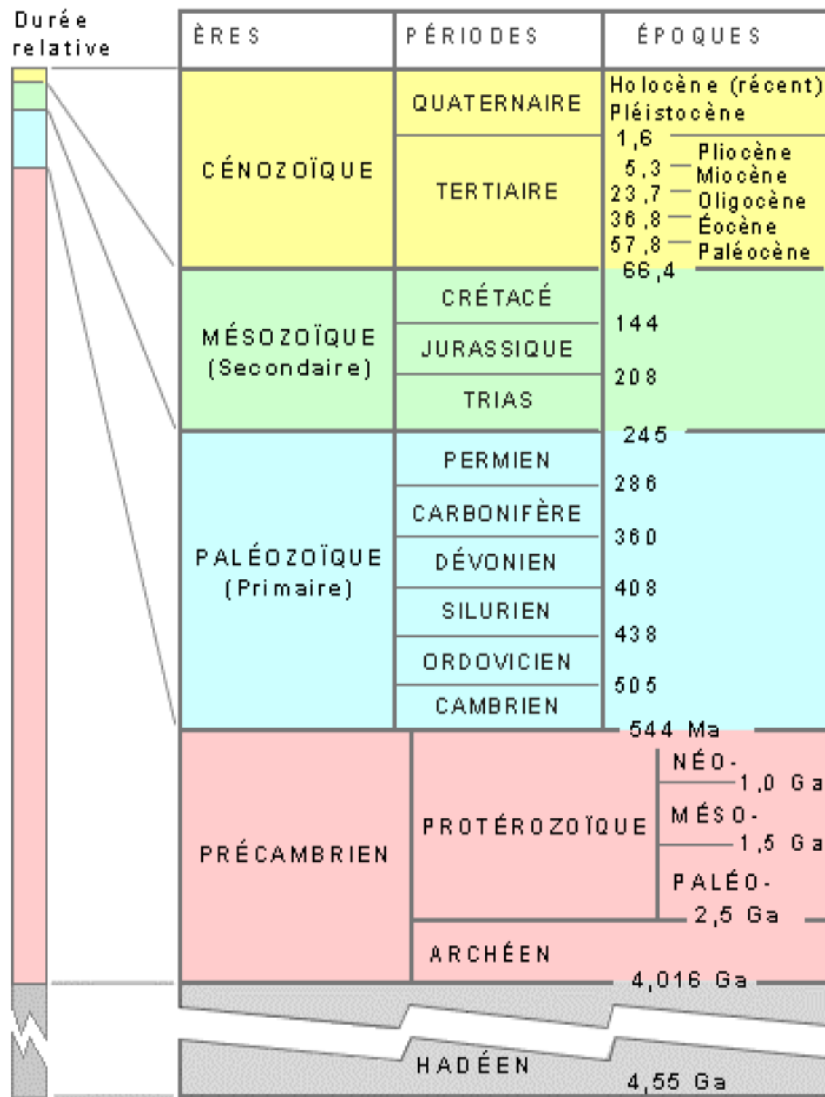 Durée
relative
ÈRES
PÉRIODES
ÉPOQUES
CÉNOZOÏQUE
QUATERNAIRE
Holocène (récent)
Pléistocène
1,6
TERTIAIRE
Pliocène
5,3
Miocène
23,7
Oligocène
36,8
Éocène
57,8
Paléocène
66,4
MÉSOZOÏQUE
(Secondaire)
CRÉTACÉ
144
JURASSIQUE
208
TRIAS
245
PALÉOZOÏQUE
(Primaire)
PERMIEN
286
CARBONIFÈRE
360
DÉVONIEN
408
SILURIEN
438
ORDOVICIEN
505
CAMBRIEN
544 Ma
PRÉCAMBRIEN
PROTÉROZOÏQUE
NÉO-
1,0 Ga
MÉSO-
1,5 Ga
PALÉO-
2,5 Ga
ARCHÉEN
4,016 Ga
HADÉEN
4,55 Ga